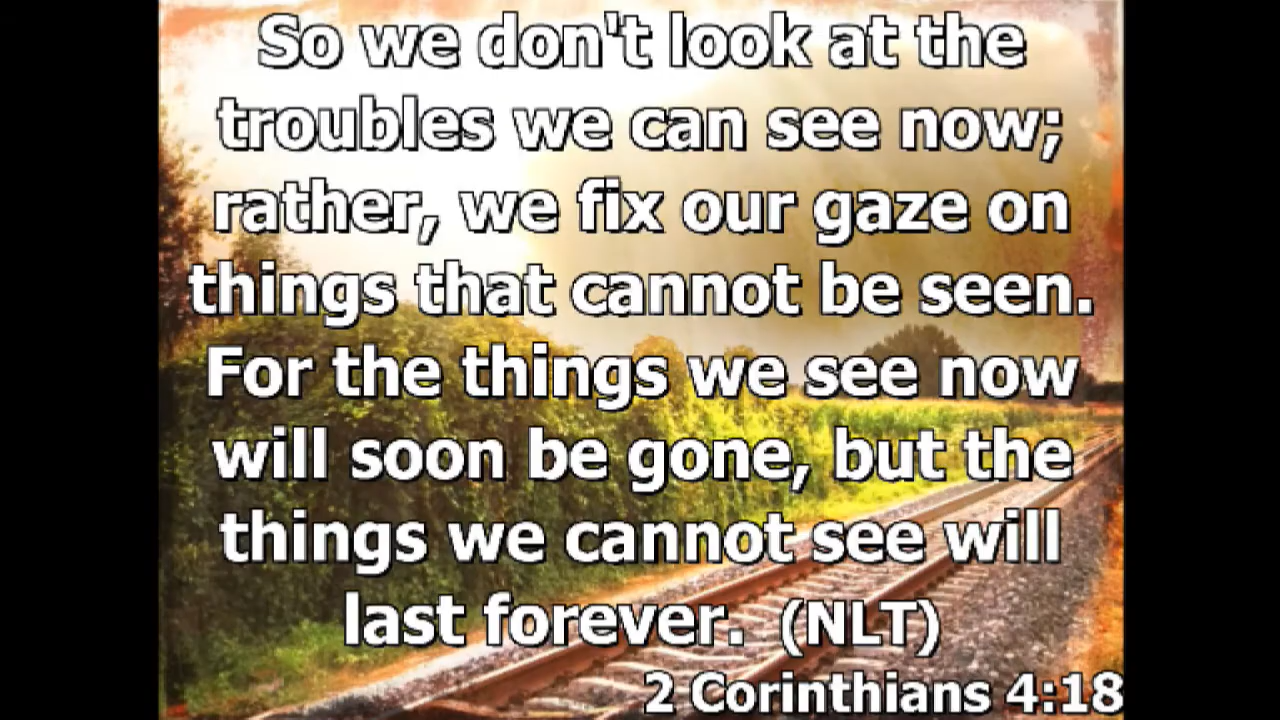 So we don't look at the
troubles we can see now;
rather, we fix our gaze on
things that cannot be seen.
For the things we see now
will soon be gone, but the
things we cannot see will
last forever. (NLT)
2 Corinthians 4:18